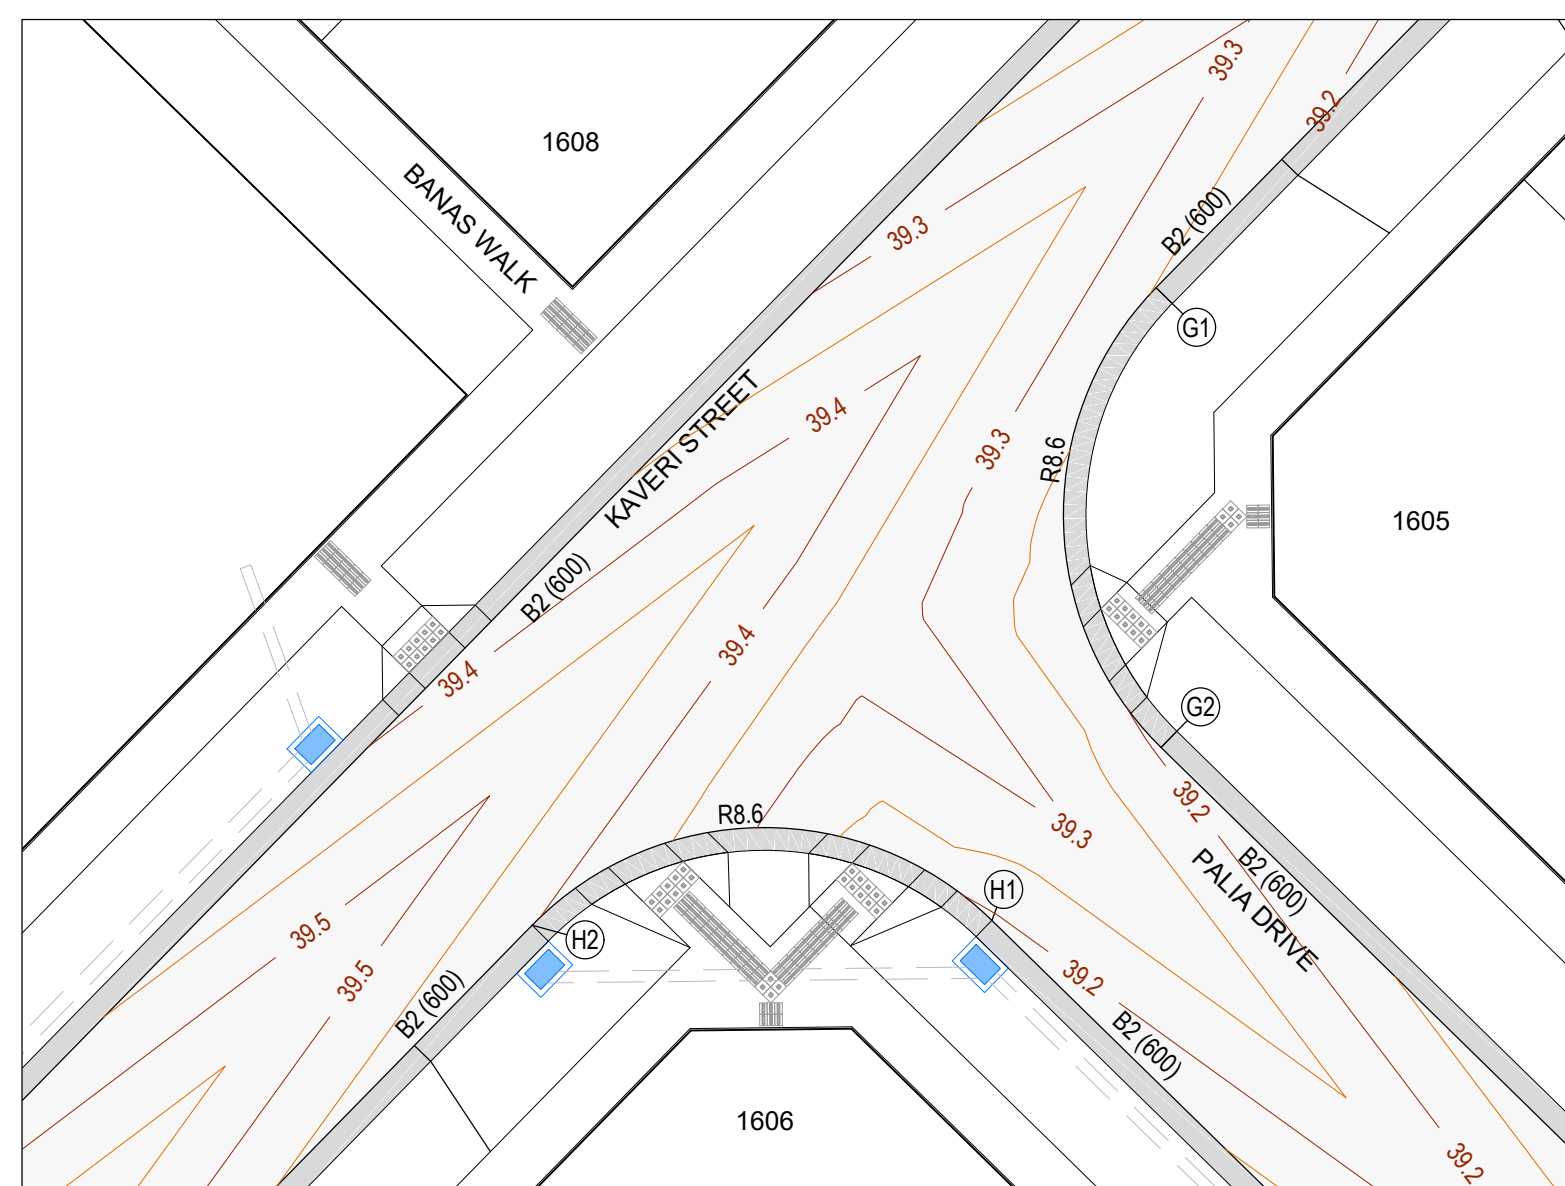 39.3
39.2
1608
BANAS WALK
B2 (600)
39.3
G1
39.4
KAVERI STREET
39.3
R8.6
1605
B2 (600)
39.4
39.4
G2
39.2
R8.6
39.3
B2 (600)
PALIA DRIVE
H1
H2
39.5
39.5
39.2
B2 (600)
B2 (600)
1606
39.2